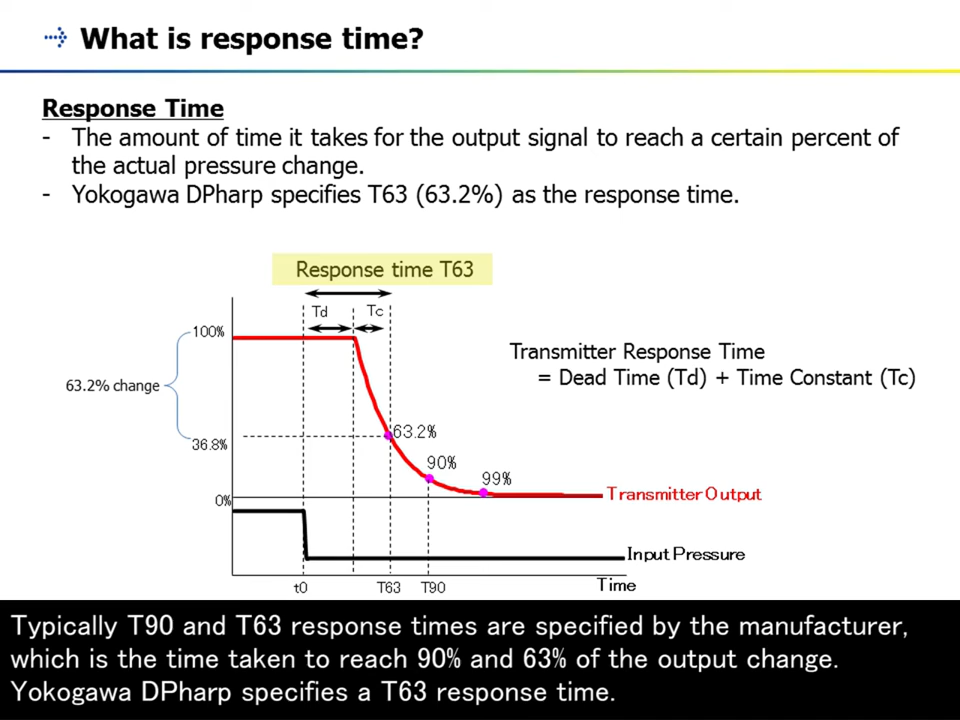 What is response time?
Response Time
- The amount of time it takes for the output signal to reach a certain percent of
the actual pressure change.
- Yokogawa DPharp specifies T63 (63.2%) as the response time.
Response time T63
Td
Tc
100%
63.2% change
36.8%
0%
63.2%
90%
99%
Transmitter Response Time
= Dead Time (Td) + Time Constant (Tc)
Transmitter Output
Input Pressure
t0
T63
T90
Time
Typically T90 and T63 response times are specified by the manufacturer,
which is the time taken to reach 90% and 63% of the output change.
Yokogawa DPharp specifies a T63 response time.